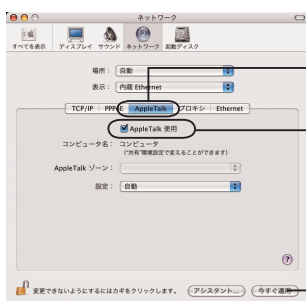 ネットワーク
すべてを表示 ディスプレイ サウンド ネットワーク 起動ディスク
場所： 自動
表示： 内蔵 Ethernet
TCP/IP PPPoE AppleTalk プロキシ Ethernet
AppleTalk 使用
コンピュータ名： コンピュータ
("共有"環境設定で変えることができます)
AppleTalk ゾーン：
設定： 自動
?
変更できないようにするにはカギをクリックします。 アシスタント... 今すぐ適用